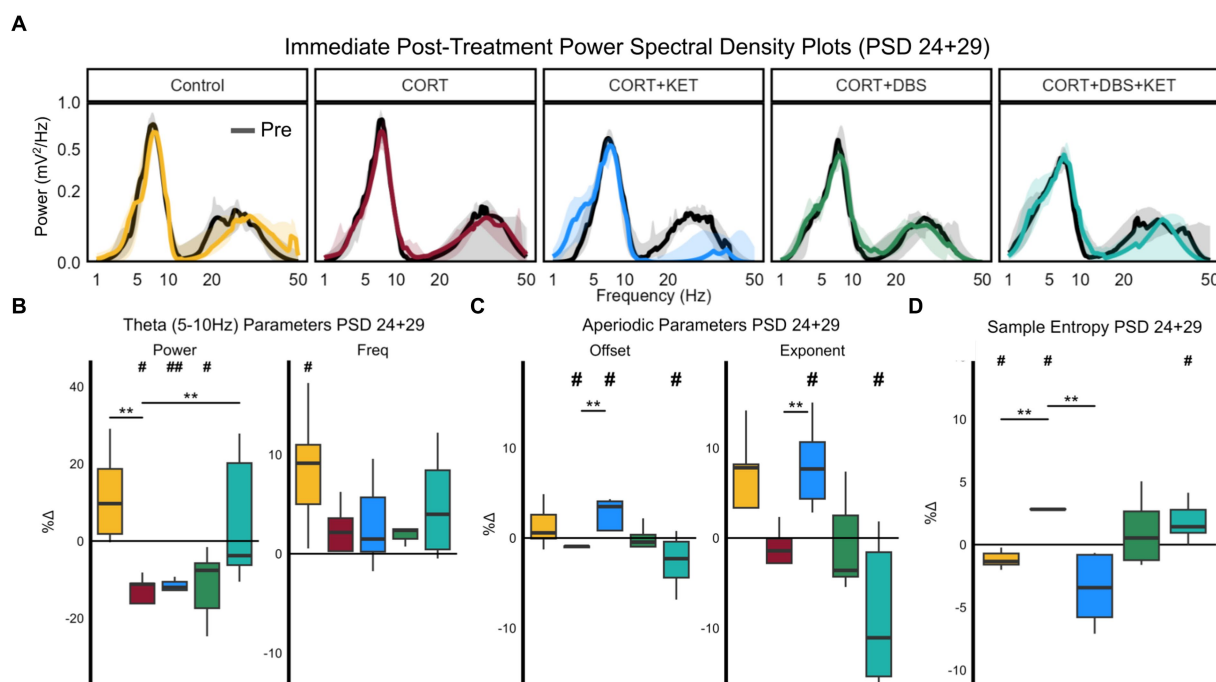 A
Immediate Post-Treatment Power Spectral Density Plots (PSD 24+29)
Control
CORT
CORT+KET
CORT+DBS
CORT+DBS+KET
Power (mV²/Hz)
1.0
0.5
0.2
0.0
Pre
1 5 10 20 50
1 5 10 20 50
1 5 10 20 50
1 5 10 20 50
1 5 10 20 50
Frequency (Hz)
B
Theta (5-10Hz) Parameters PSD 24+29
Power
Freq
%Δ
40
20
0
-20
# ## #
**
**
10
0
-10
#
C
Aperiodic Parameters PSD 24+29
Offset
Exponent
%Δ
10
0
-10
# # #
**
10
0
-10
# #
**
D
Sample Entropy PSD 24+29
%Δ
10
5
0
-5
-10
# # #
**
**